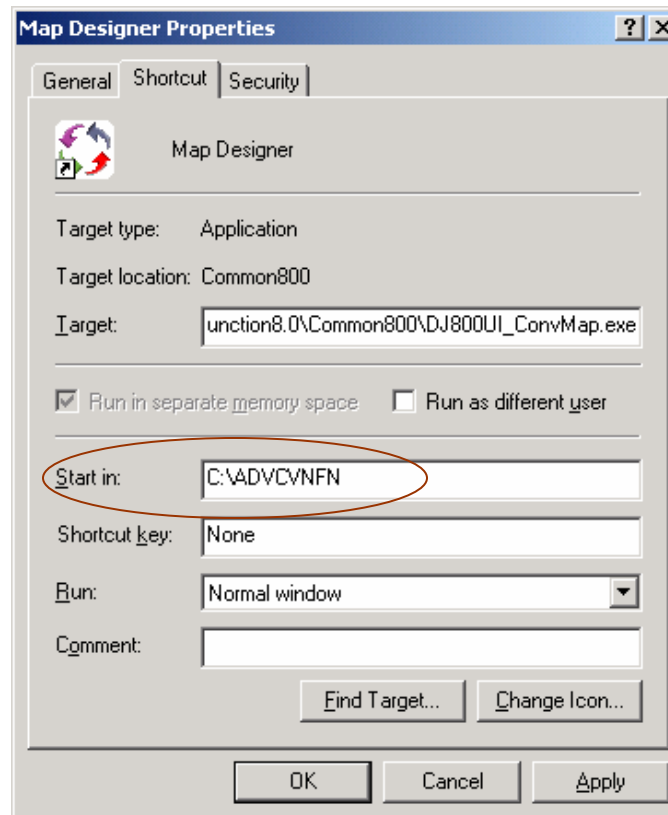 Map Designer Properties
General Shortcut Security
Map Designer
Target type: Application
Target location: Common800
Target: unction8.0\Common800\DJ800UI_ConvMap.exe
Run in separate memory space Run as different user
Start in: C:\ADVCVNFN
Shortcut key: None
Run: Normal window
Comment:
Find Target... Change Icon...
OK Cancel Apply